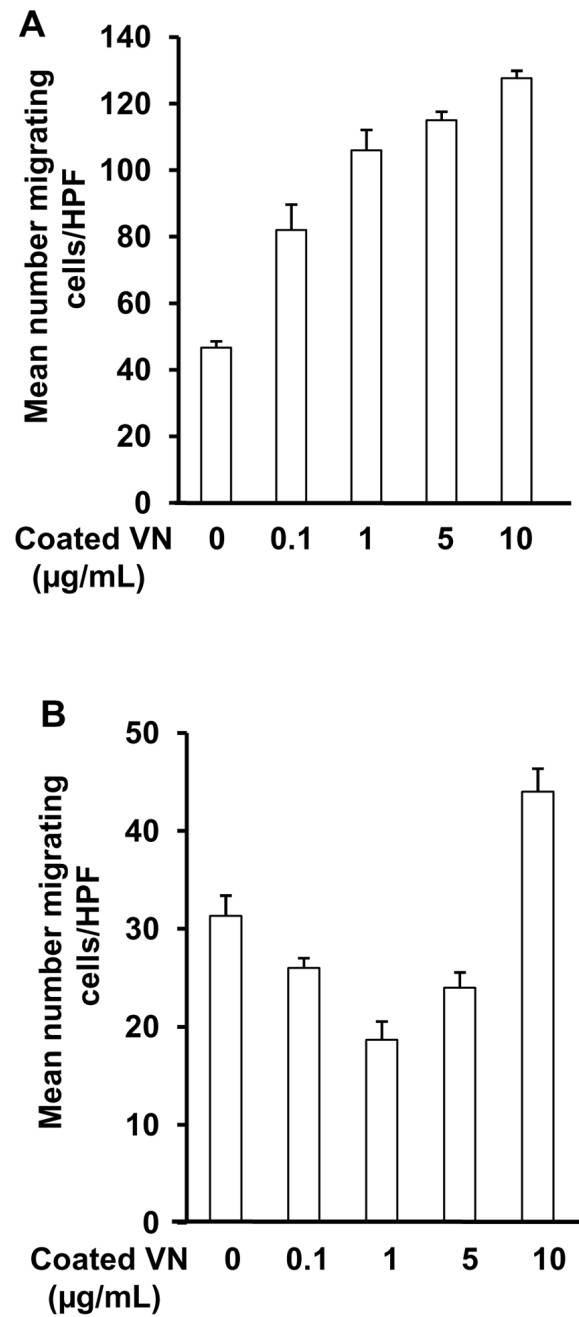 A
140
120
100
80
60
40
20
0
Mean number migrating
cells/HPF
Coated VN 0 0.1 1 5 10
(µg/mL)
B
50
40
30
20
10
0
Mean number migrating
cells/HPF
Coated VN 0 0.1 1 5 10
(µg/mL)